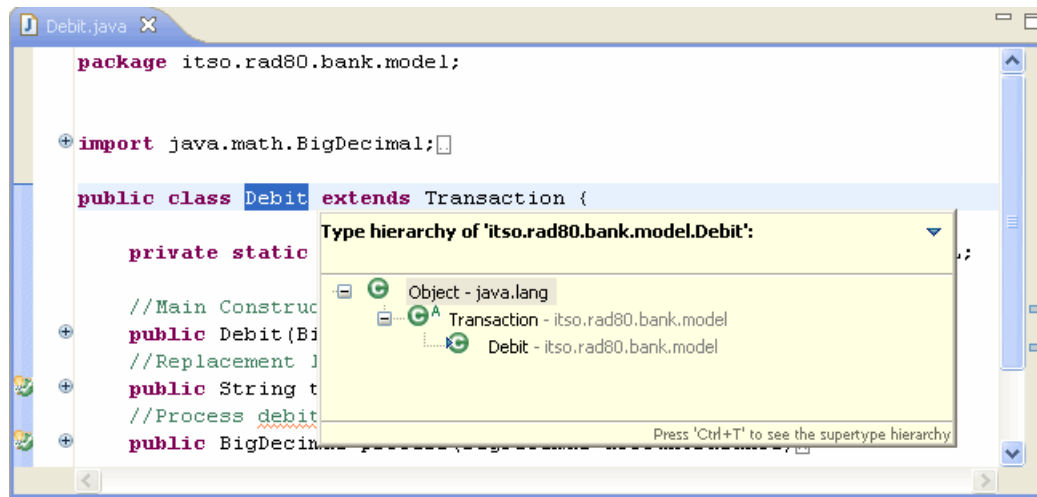 Debit.java
package itso.rad80.bank.model;
import java.math.BigDecimal;
public class Debit extends Transaction {
Type hierarchy of 'itso.rad80.bank.model.Debit':
private static
Object - java.lang
//Main Construc
Transaction - itso.rad80.bank.model
public Debit(Bi
Debit - itso.rad80.bank.model
//Replacement
public String t
//Process debit
Press 'Ctrl+T' to see the supertype hierarchy
public BigDecim